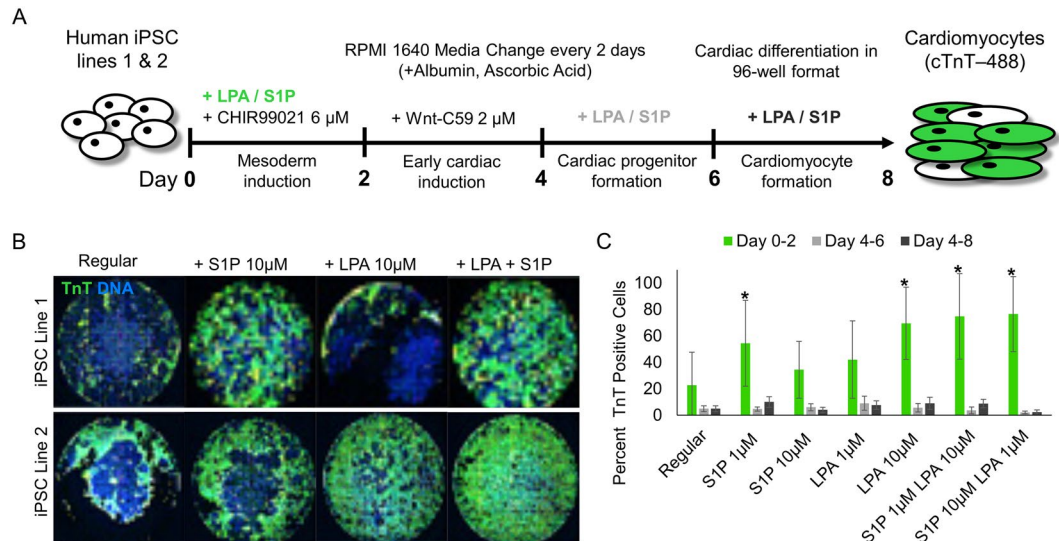 A
Human iPSC
lines 1 & 2
RPMI 1640 Media Change every 2 days
(+Albumin, Ascorbic Acid)
Cardiac differentiation in
96-well format
Cardiomyocytes
(cTnT–488)
+ LPA / S1P
+ CHIR99021 6 µM
+ Wnt-C59 2 µM
+ LPA / S1P
+ LPA / S1P
Mesoderm
induction
Early cardiac
induction
Cardiac progenitor
formation
Cardiomyocyte
formation
Day 0 2 4 6 8
B
Regular
+ S1P 10µM
+ LPA 10µM
+ LPA + S1P
TnT DNA
iPSC Line 1
iPSC Line 2
C
Day 0-2 Day 4-6 Day 4-8
Percent TnT Positive Cells
100
80
60
40
20
0
* * * *
Regular
S1P 1µM
S1P 10µM
LPA 1µM
LPA 10µM
S1P 1µM LPA 10µM
S1P 10µM LPA 1µM